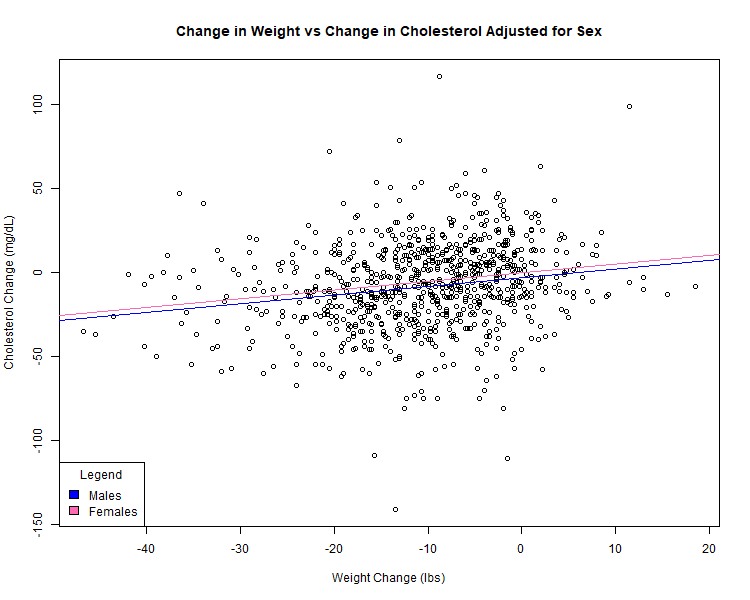 Change in Weight vs Change in Cholesterol Adjusted for Sex
Cholesterol Change (mg/dL)
100
50
0
-50
-100
-150
Legend
Males
Females
-40 -30 -20 -10 0 10 20
Weight Change (lbs)